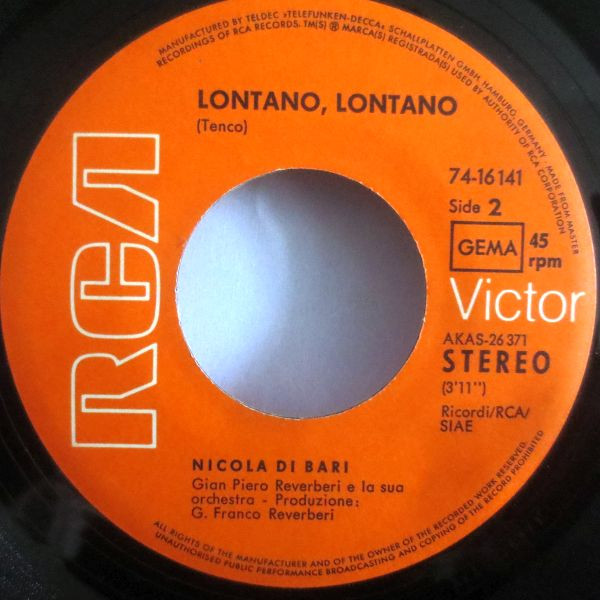 MANUFACTURED BY TELDEC »TELEFUNKEN-DECCA« SCHALLPLATTEN GMBH, HAMBURG, GERMANY · MADE FROM MASTER
RECORDINGS OF RCA RECORDS. TM(S) ® MARCA(S) REGISTRADA(S) USED BY AUTHORITY OF RCA CORPORATION
LONTANO, LONTANO
(Tenco)
RCA
74-16141
Side 2
GEMA
45
rpm
Victor
AKAS-26 371
STEREO
(3'11'')
Ricordi/RCA/
SIAE
NICOLA DI BARI
Gian Piero Reverberi e la sua
orchestra - Produzione:
G. Franco Reverberi
ALL RIGHTS OF THE MANUFACTURER AND OF THE OWNER OF THE RECORDED WORK RESERVED.
UNAUTHORISED PUBLIC PERFORMANCE BROADCASTING AND COPYING OF THE RECORD PROHIBITED